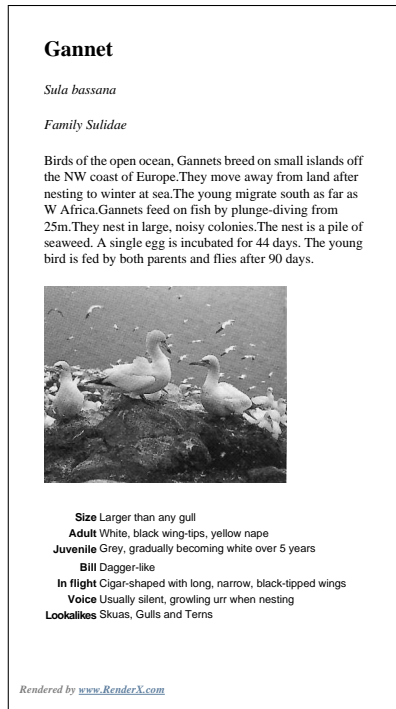 Gannet
Sula bassana
Family Sulidae
Birds of the open ocean, Gannets breed on small islands off
the NW coast of Europe.They move away from land after
nesting to winter at sea.The young migrate south as far as
W Africa.Gannets feed on fish by plunge-diving from
25m.They nest in large, noisy colonies.The nest is a pile of
seaweed. A single egg is incubated for 44 days. The young
bird is fed by both parents and flies after 90 days.
Size Larger than any gull
Adult White, black wing-tips, yellow nape
Juvenile Grey, gradually becoming white over 5 years
Bill Dagger-like
In flight Cigar-shaped with long, narrow, black-tipped wings
Voice Usually silent, growling urr when nesting
Lookalikes Skuas, Gulls and Terns
Rendered by www.RenderX.com